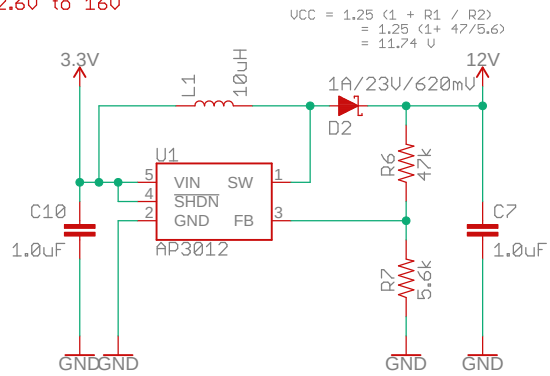 2.6V to 16V
VCC = 1.25 (1 + R1 / R2)
= 1.25 (1+ 47/5.6)
= 11.74 V
3.3V
L1
10uH
1A/23V/620mV
12V
D2
U1
5
VIN
SW
1
4
SHDN
2
GND
FB
3
AP3012
R6
47k
C10
1.0uF
R7
5.6k
C7
1.0uF
GND
GND
GND
GND